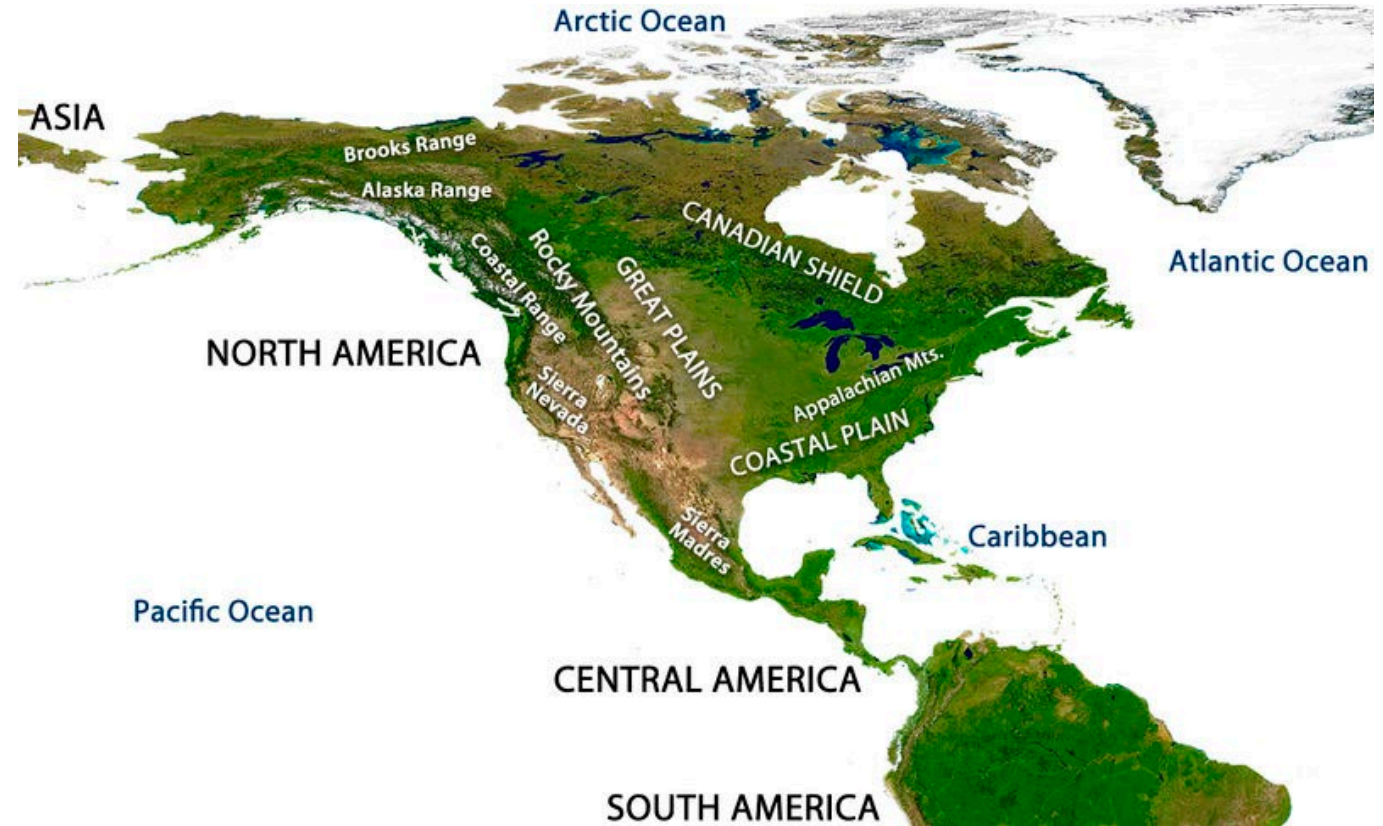 Arctic Ocean
ASIA
Brooks Range
Alaska Range
CANADIAN SHIELD
Coastal Range
Rocky Mountains
GREAT PLAINS
Atlantic Ocean
NORTH AMERICA
Appalachian Mts.
Sierra
Nevada
COASTAL PLAIN
Sierra
Madres
Caribbean
Pacific Ocean
CENTRAL AMERICA
SOUTH AMERICA